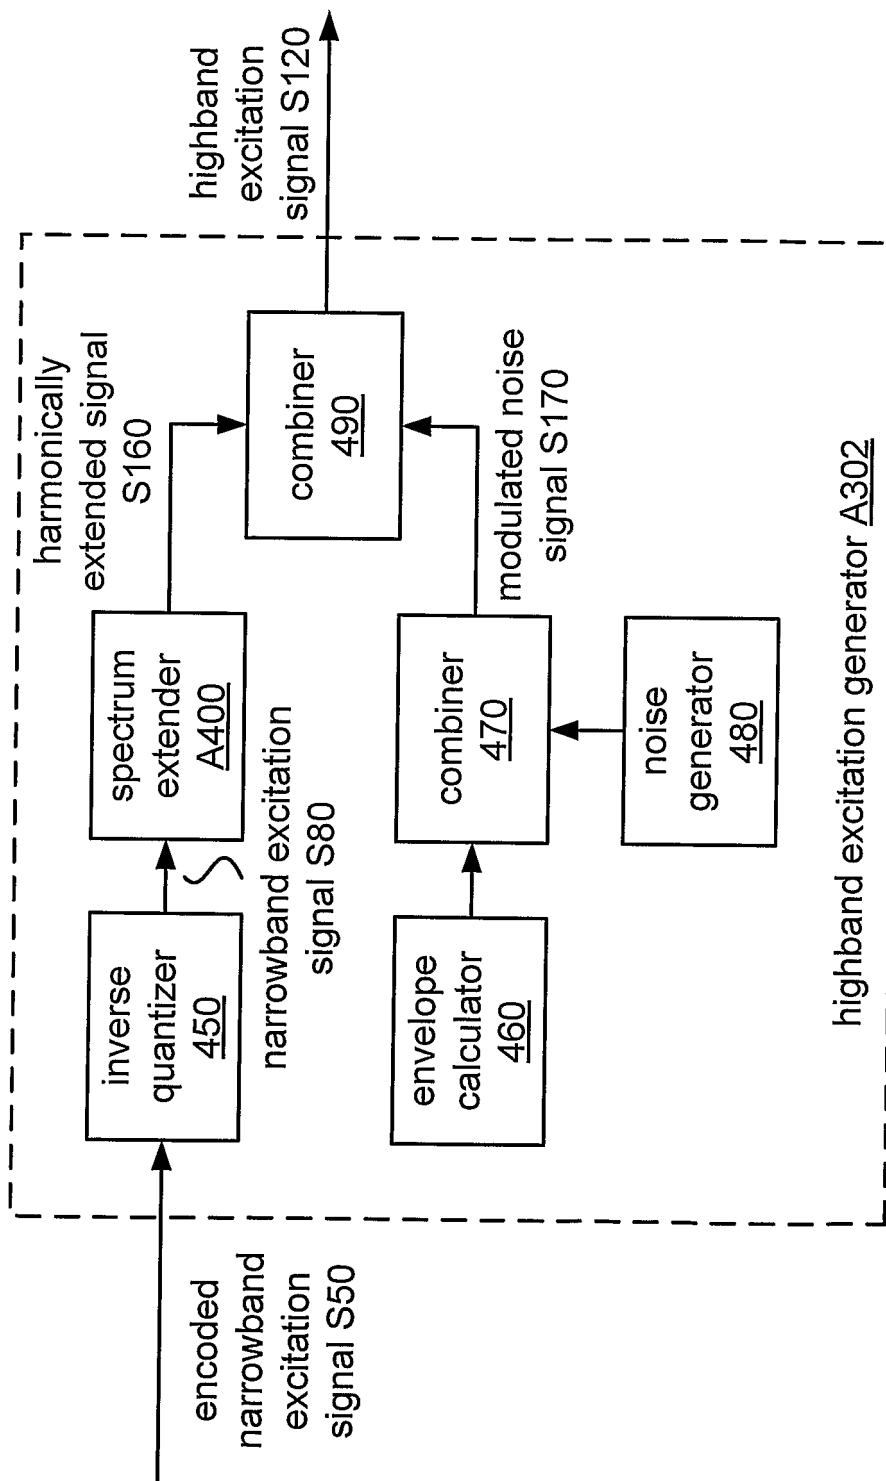 encoded
narrowband
excitation
signal S50
inverse
quantizer
450
narrowband excitation
signal S80
spectrum
extender
A400
harmonically
extended signal
S160
combiner
490
highband
excitation
signal S120
envelope
calculator
460
combiner
470
modulated noise
signal S170
noise
generator
480
highband excitation generator A302